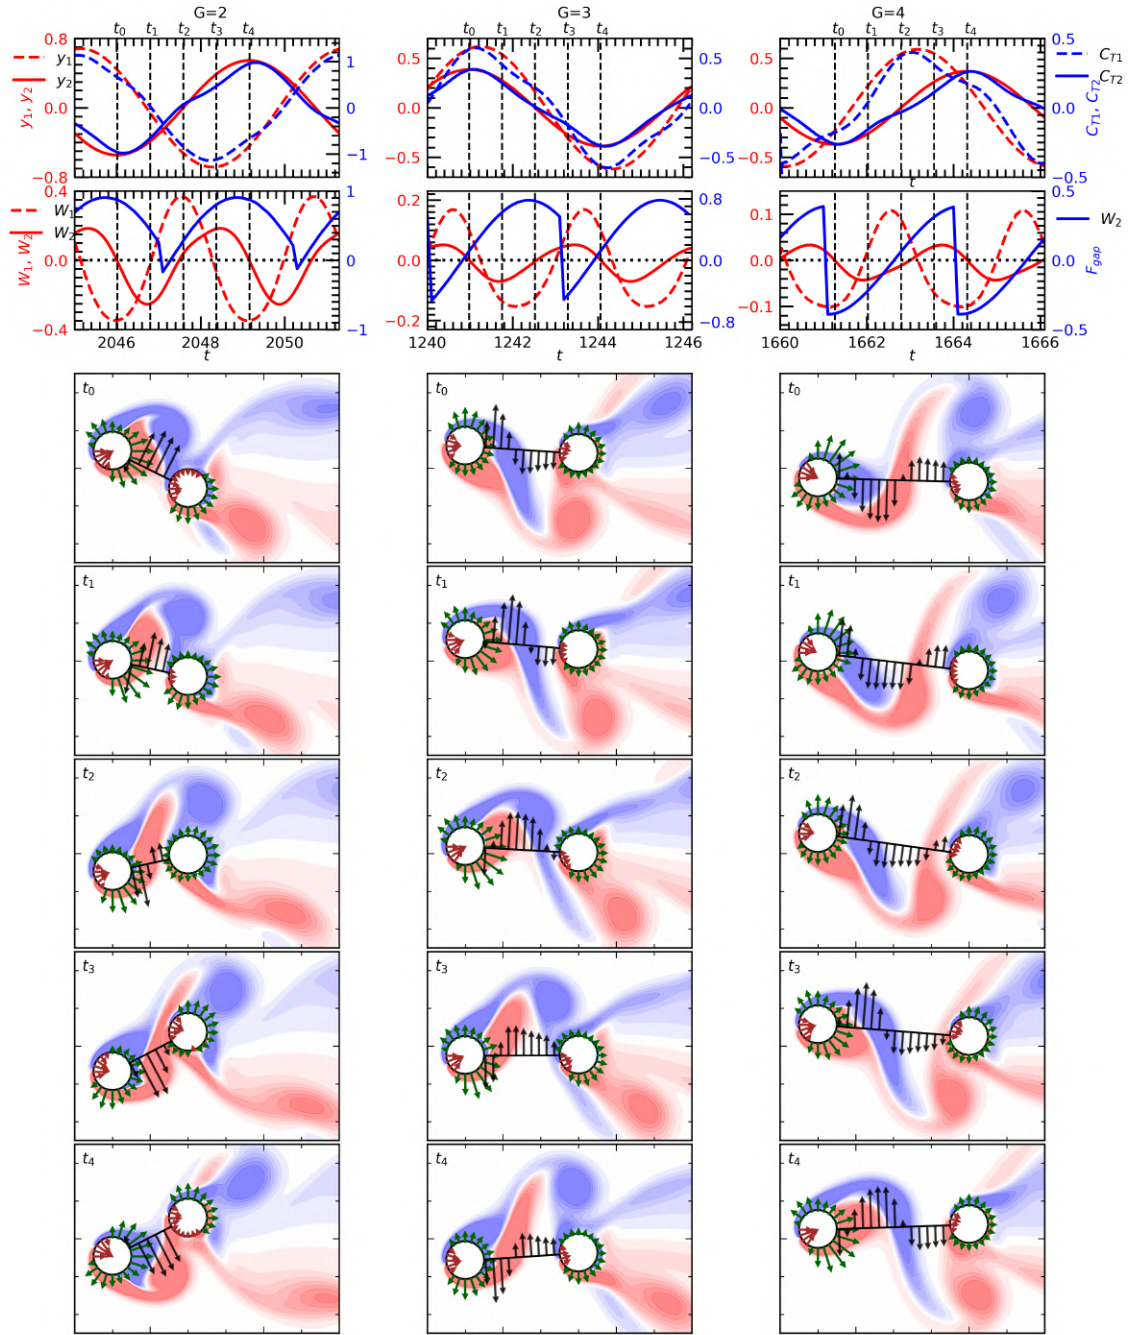 G=2 G=3 G=4
t0 t1 t2 t3 t4 t0 t1 t2 t3 t4 t0 t1 t2 t3 t4
0.8 0.5 0.5 0.5
y1
y2
CT1
CT2
1 0.0 0.0 0.0 0.0
0.0 0 0.0
y1, y2
CT1, CT2
−1 −0.5 −0.5 −0.5
−0.8 −0.5
t
0.4 1 0.2 0.8 0.1 0.5
W1
W2
W2
0.0 0 0.0 0.0 0.0 0.0
W1, W2
Fgap
−0.4 −1 −0.2 −0.8 −0.1 −0.5
2046 2048 2050 1240 1242 1244 1246 1660 1662 1664 1666
t t t
t0 t0 t0
t1 t1 t1
t2 t2 t2
t3 t3 t3
t4 t4 t4